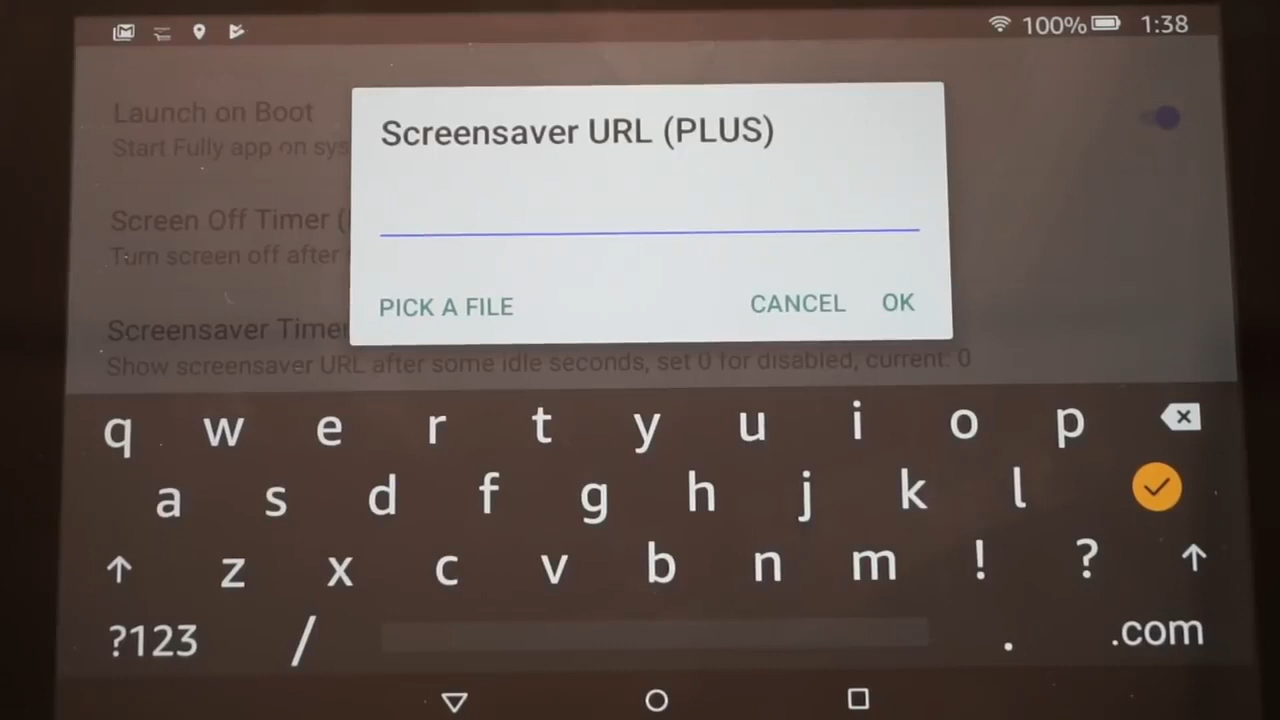 100% 1:38
Launch on Boot
Start Fully app on sys
Screensaver URL (PLUS)
Screen Off Timer (
Turn screen off after
PICK A FILE
CANCEL
OK
Screensaver Timer
Show screensaver URL after some idle seconds, set 0 for disabled, current: 0
q w e r t y u i o p
a s d f g h j k l
z x c v b n m ! ?
?123 / . .com